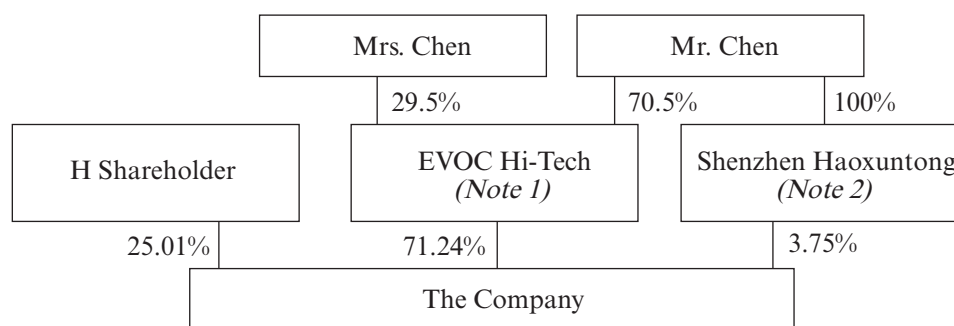 Mrs. Chen
Mr. Chen
29.5%
70.5%
100%
H Shareholder
EVOC Hi-Tech
(Note 1)
Shenzhen Haoxuntong
(Note 2)
25.01%
71.24%
3.75%
The Company